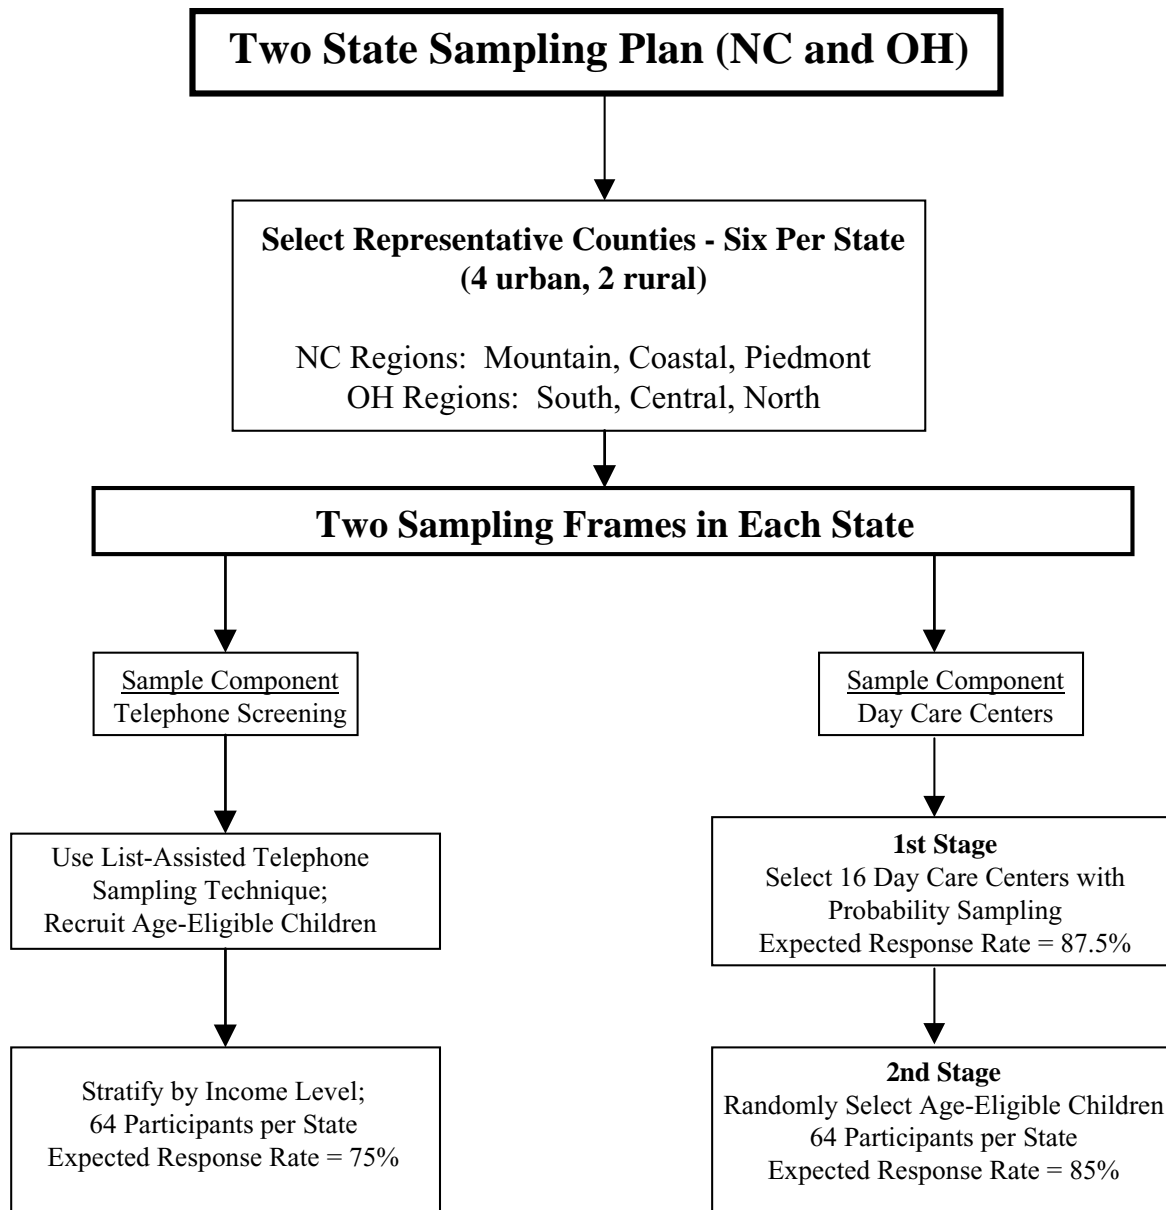 Two State Sampling Plan (NC and OH)
Select Representative Counties - Six Per State
(4 urban, 2 rural)
NC Regions:  Mountain, Coastal, Piedmont
OH Regions:  South, Central, North
Two Sampling Frames in Each State
Sample Component
Telephone Screening
Use List-Assisted Telephone
Sampling Technique;
Recruit Age-Eligible Children
Stratify by Income Level;
64 Participants per State
Expected Response Rate = 75%
Sample Component
Day Care Centers
1st Stage
Select 16 Day Care Centers with
Probability Sampling
Expected Response Rate = 87.5%
2nd Stage
Randomly Select Age-Eligible Children
64 Participants per State
Expected Response Rate = 85%